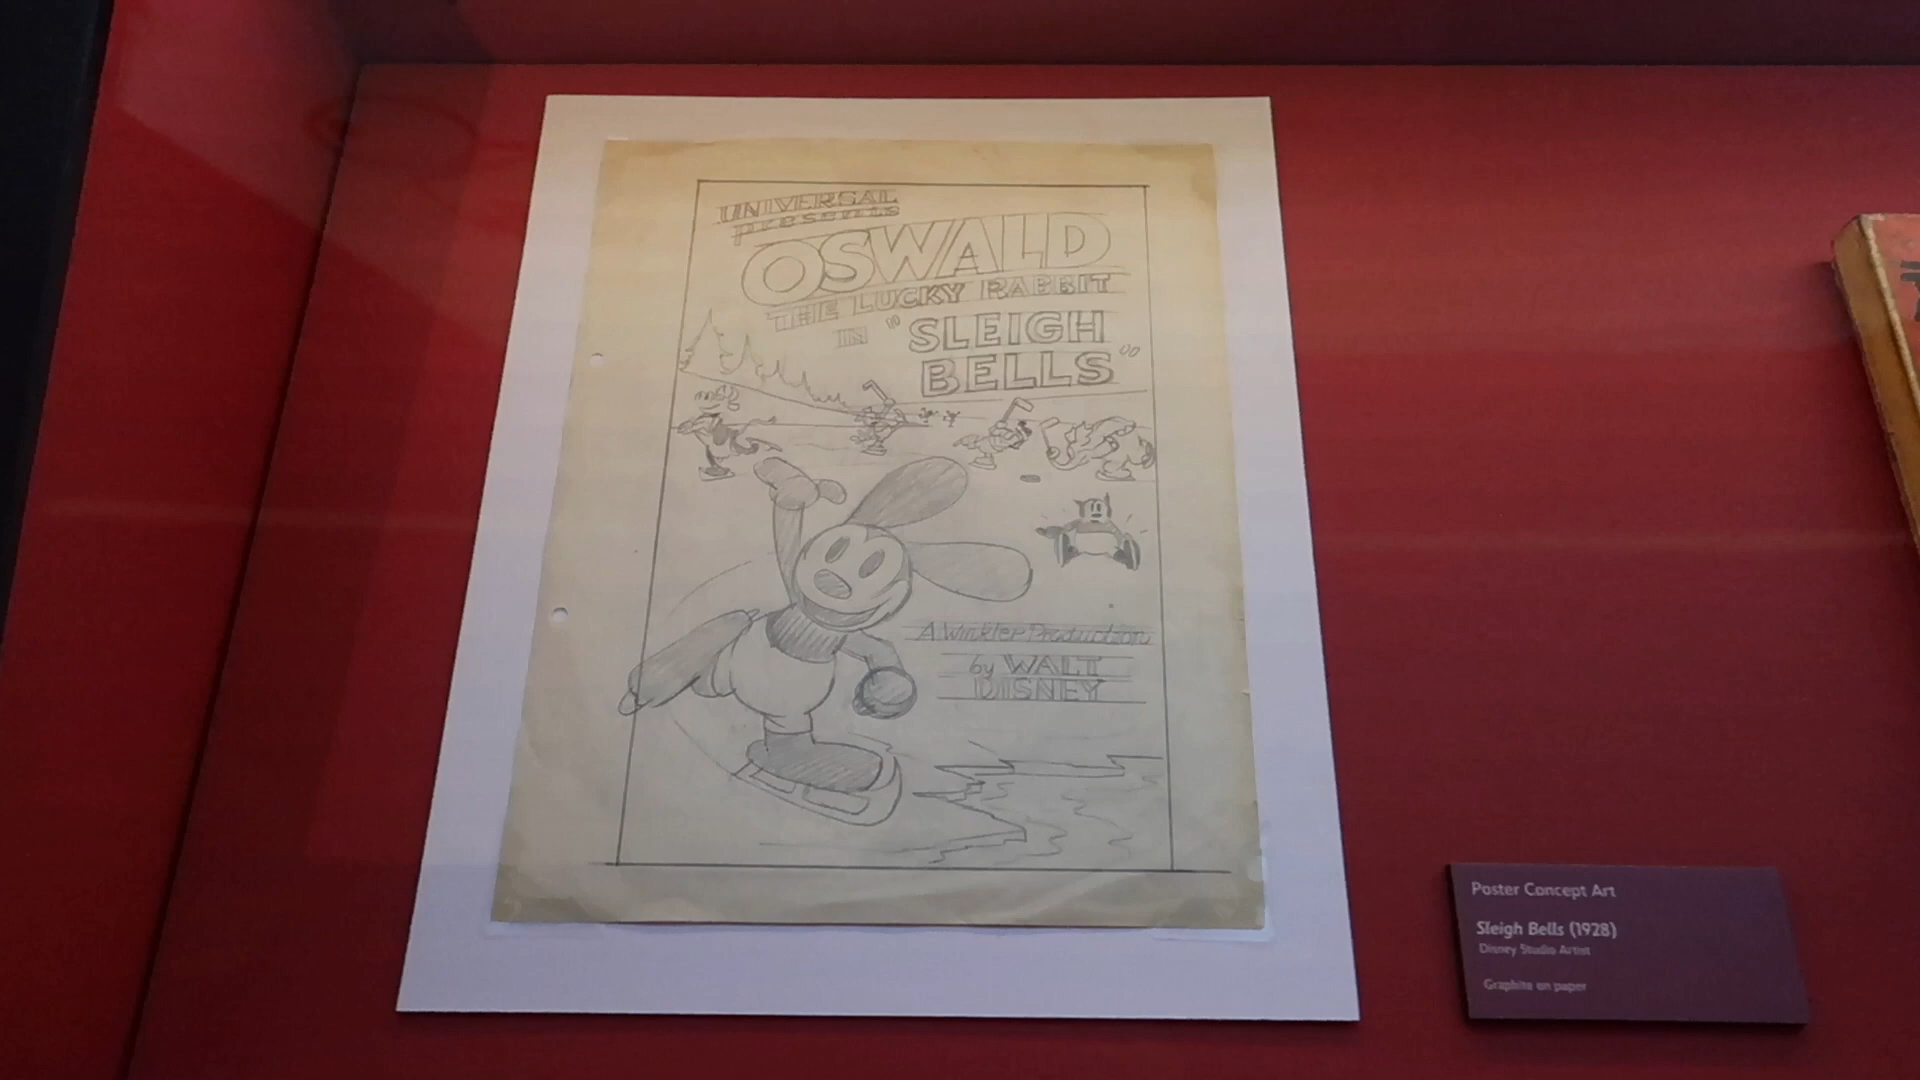 UNIVERSAL
presents
OSWALD
THE LUCKY RABBIT
IN "SLEIGH
BELLS"
A Winkler Production
by WALT
DISNEY
Poster Concept Art
Sleigh Bells (1928)
Disney Studio Artist
Graphite on paper